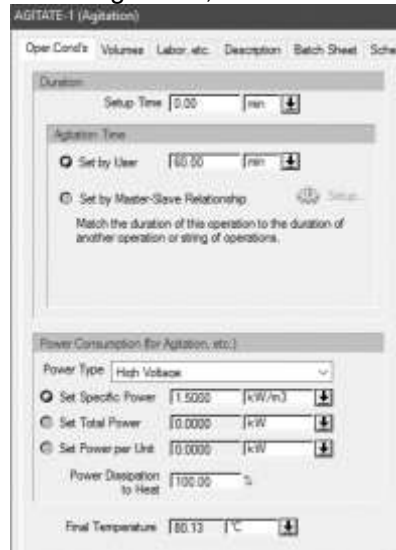 AGITATE-1 (Agitation)
Oper.Cond's Volumes Labor, etc. Description Batch Sheet Sche
Duration
Setup Time 0.00 min
Agitation Time
Set by User 60.00 min
Set by Master-Slave Relationship Setup...
Match the duration of this operation to the duration of
another operation or string of operations.
Power Consumption (for Agitation, etc.)
Power Type High Voltage
Set Specific Power 1.5000 kW/m3
Set Total Power 0.0000 kW
Set Power per Unit 0.0000 kW
Power Dissipation
to Heat 100.00 %
Final Temperature 80.13 °C